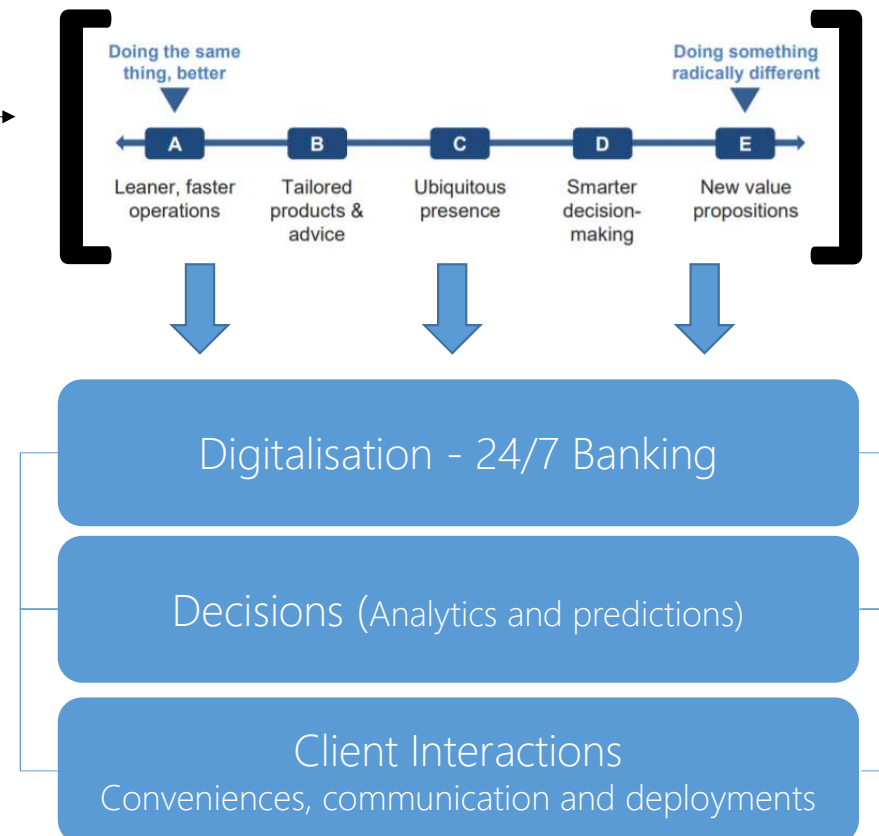 Doing the same
thing, better
Doing something
radically different
A
B
C
D
E
Leaner, faster
operations
Tailored
products &
advice
Ubiquitous
presence
Smarter
decision-
making
New value
propositions
Digitalisation - 24/7 Banking
Decisions (Analytics and predictions)
Client Interactions
Conveniences, communication and deployments